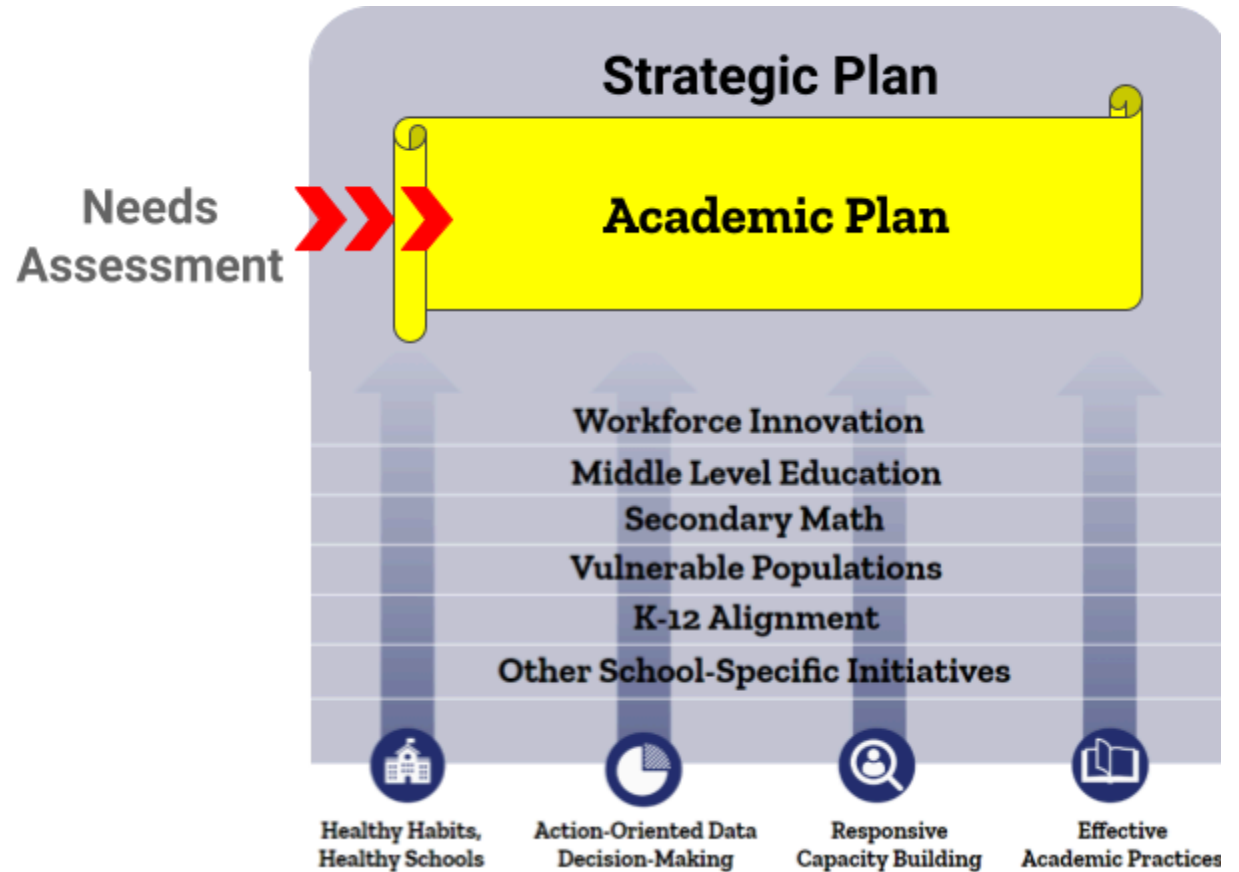 Strategic Plan
Needs
Assessment
Academic Plan
Workforce Innovation
Middle Level Education
Secondary Math
Vulnerable Populations
K-12 Alignment
Other School-Specific Initiatives
Healthy Habits,
Healthy Schools
Action-Oriented Data
Decision-Making
Responsive
Capacity Building
Effective
Academic Practices